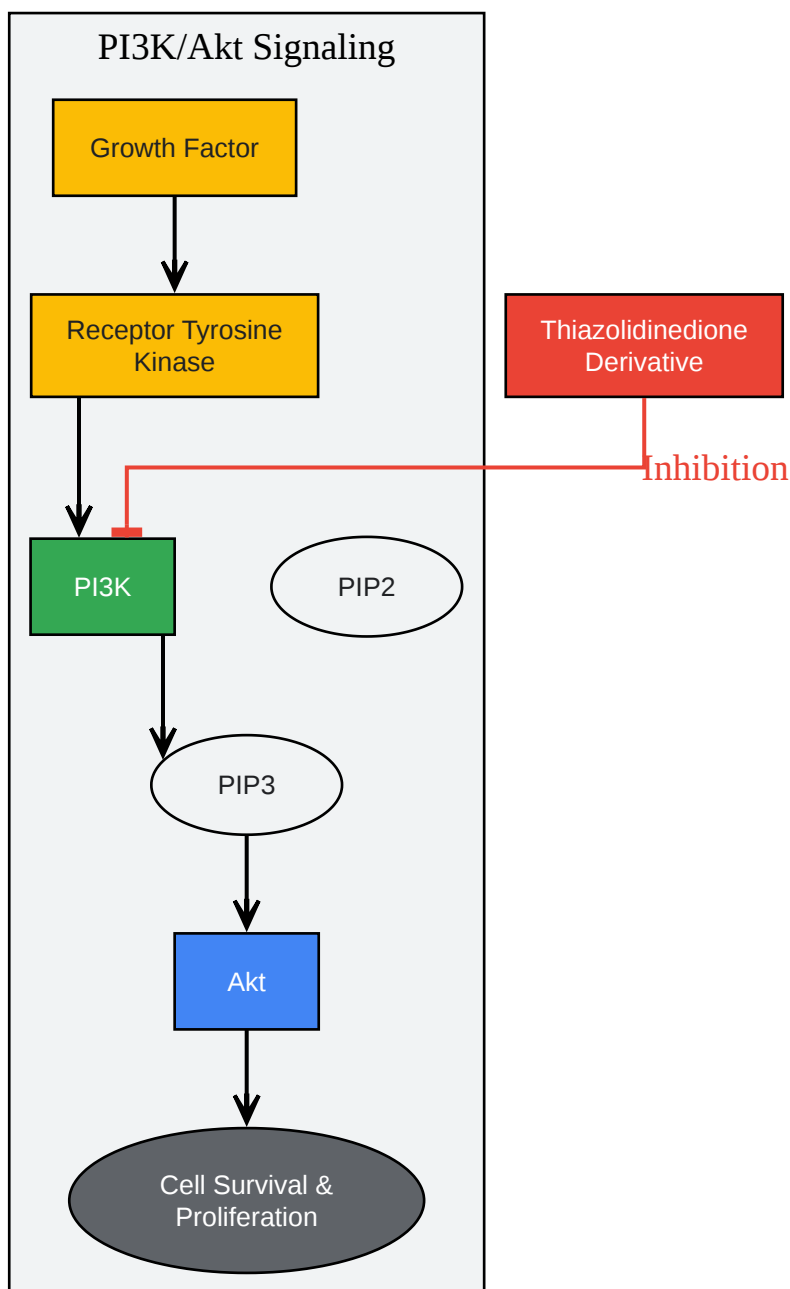 PI3K/Akt Signaling
Growth Factor
Receptor Tyrosine
Kinase
Thiazolidinedione
Derivative
Inhibition
PI3K
PIP2
PIP3
Akt
Cell Survival &
Proliferation